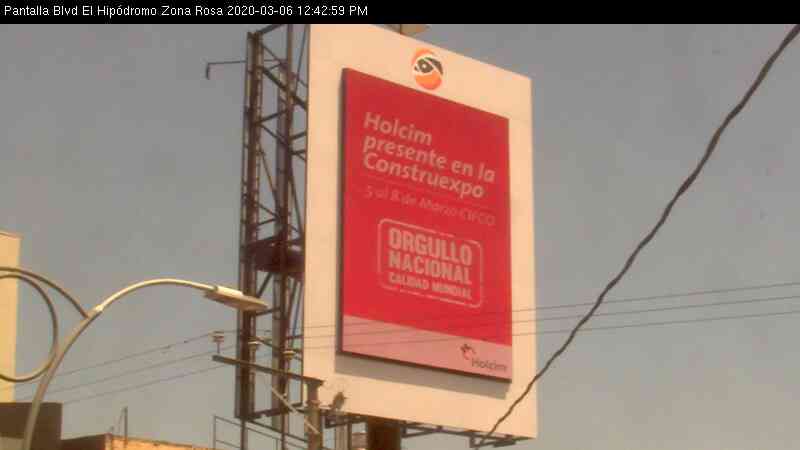 Pantalla Blvd El Hipódromo Zona Rosa 2020-03-06 12:42:59 PM
Holcim
presente en la
Construexpo
5 al 8 de Marzo CIFCO
ORGULLO
NACIONAL
CALIDAD MUNDIAL
Holcim